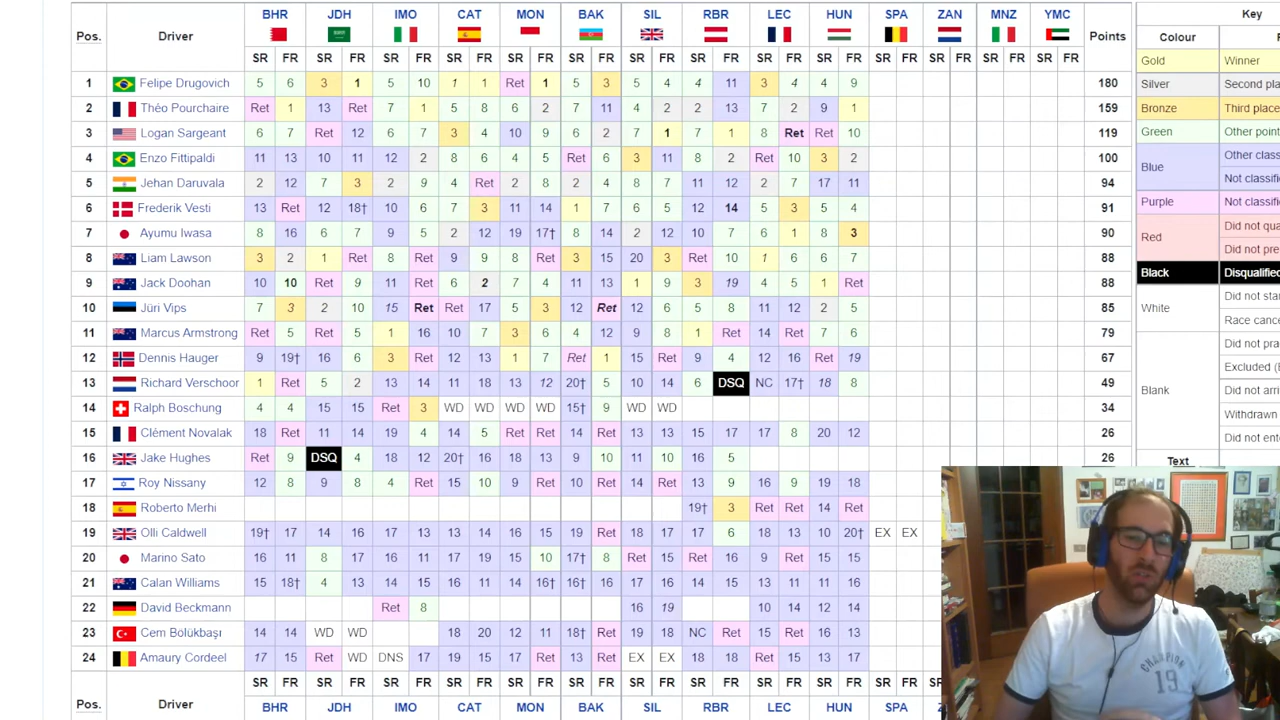 BHR JDH IMO CAT MON BAK SIL RBR LEC HUN SPA ZAN MNZ YMC
Pos. Driver Points
SR FR SR FR SR FR SR FR SR FR SR FR SR FR SR FR SR FR SR FR SR FR SR FR SR FR SR FR
1 Felipe Drugovich 5 6 3 1 5 10 1 1 Ret 1 5 3 5 4 4 11 3 4 9 180
2 Théo Pourchaire Ret 1 13 Ret 7 1 5 8 6 2 7 11 4 2 2 13 7 2 9 1 159
3 Logan Sargeant 6 7 Ret 12 7 3 4 10 9 6 2 7 1 7 1 8 Ret Ret 10 119
4 Enzo Fittipaldi 11 13 10 11 12 2 8 6 4 5 Ret 6 3 11 8 2 Ret 10 3 2 100
5 Jehan Daruvala 2 12 7 3 9 4 Ret 2 8 2 4 8 7 11 12 2 7 17 11 94
6 Frederik Vesti 13 Ret 12 18† 10 6 7 3 11 14 1 7 6 5 12 14 5 3 4 91
7 Ayumu Iwasa 8 16 6 7 9 5 2 12 19 17† 14 2 12 10 7 6 1 8 3 90
8 Liam Lawson 3 2 1 Ret Ret 9 9 8 Ret 15 20 3 Ret 10 1 6 6 7 88
9 Jack Doohan 10 10 Ret 9 11 Ret 6 2 7 4 11 13 1 9 3 19 4 5 Ret 88
10 Jüri Vips 7 3 2 10 15 Ret Ret 17 5 3 Ret 12 6 5 8 11 12 2 5 85
11 Marcus Armstrong Ret 5 Ret 5 16 10 7 3 6 4 12 9 8 1 Ret 14 Ret 79
12 Dennis Hauger 9 19† 16 6 Ret 12 13 1 7 Ret 1 15 Ret 9 4 12 16 Ret 19 67
13 Richard Verschoor 1 Ret 5 2 13 14 11 18 13 12 20† 5 10 14 6 DSQ NC 17† 8 8 49
14 Ralph Boschung 4 4 15 15 Ret 3 WD WD WD WD 15† 9 WD WD 34
15 Clément Novalak 18 Ret 11 14 19 4 14 5 Ret Ret 14 Ret 13 13 15 17 17 8 20 12 26
16 Jake Hughes Ret 9 DSQ 4 18 12 20† 16 18 13 9 10 11 10 16 5 26
17 Roy Nissany 12 8 9 8 Ret 15 10 9 Ret 10 Ret 14 Ret 13 9 16 9 18
18 Roberto Merhi 19† 3 Ret Ret 14 Ret
19 Olli Caldwell 19† 17 14 16 17 13 13 14 16 15 19 Ret 18 17 17 6 18 13 18 20† EX EX
20 Marino Sato 16 11 8 17 16 11 17 19 15 10 17† 8 Ret 15 Ret 16 9 Ret 15
21 Calan Williams 15 18† 4 13 14 15 16 11 14 16† 16† 16 17 16 14 15 13 11 16
22 David Beckmann Ret 8 16 19 10 14 14
23 Cem Bölükbaşı 14 14 WD WD 18 20 12 11 18† Ret 19 18 NC Ret 15 Ret 16 13
24 Amaury Cordeel 17 15 Ret WD DNS 17 19 15 17 Ret 13 Ret EX EX 18 18 Ret 15 13 17
SR FR SR FR SR FR SR FR SR FR SR FR SR FR SR FR SR FR SR FR SR FR SR
Pos. Driver BHR JDH IMO CAT MON BAK SIL RBR LEC HUN SPA
Key
Colour
Gold Winner
Silver Second pla
Bronze Third place
Green Other point
Blue Other classi
Not classifi
Purple Not classifi
Red Did not qua
Did not pre
Black Disqualified
White Did not star
Race cance
Blank Did not pra
Excluded (E
Did not arri
Withdrawn
Did not ente
Text
CHAMPION
19